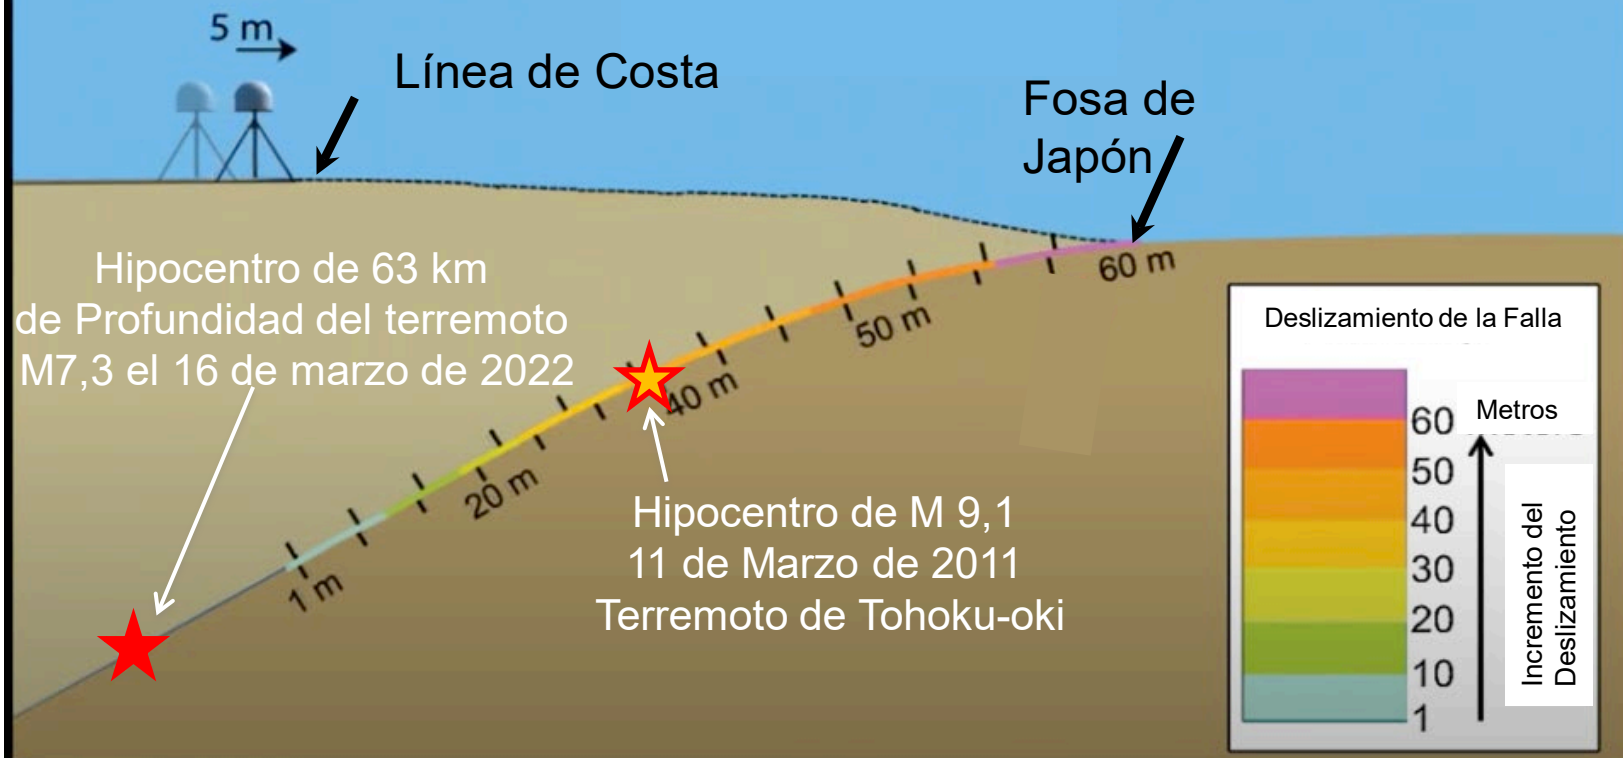 5 m
Línea de Costa
Fosa de
Japón
Hipocentro de 63 km
de Profundidad del terremoto
M7,3 el 16 de marzo de 2022
60 m
50 m
40 m
20 m
1 m
Hipocentro de M 9,1
11 de Marzo de 2011
Terremoto de Tohoku-oki
Deslizamiento de la Falla
Metros
60
50
40
30
20
10
1
Incremento del
Deslizamiento